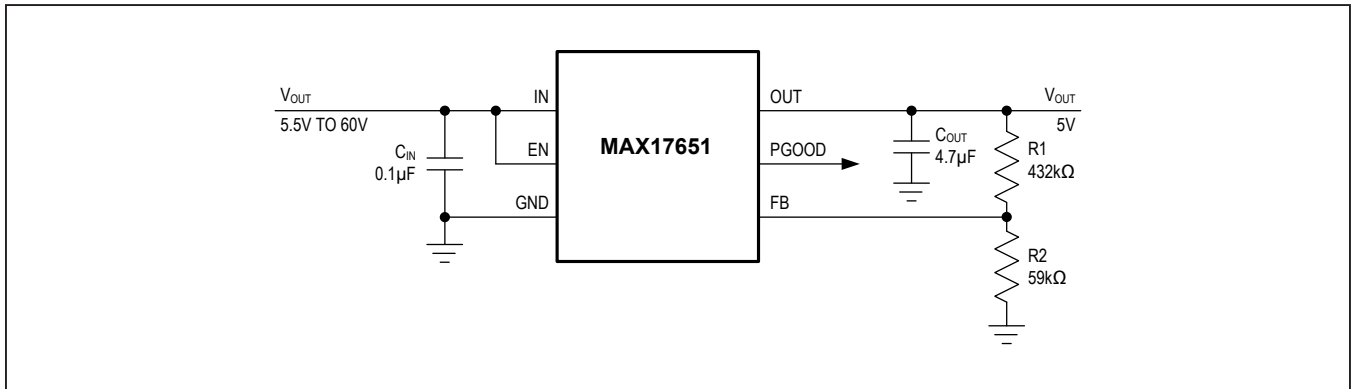 VOUT
5.5V TO 60V
CIN
0.1µF
IN
EN
GND
MAX17651
OUT
PGOOD
FB
COUT
4.7µF
VOUT
5V
R1
432kΩ
R2
59kΩ